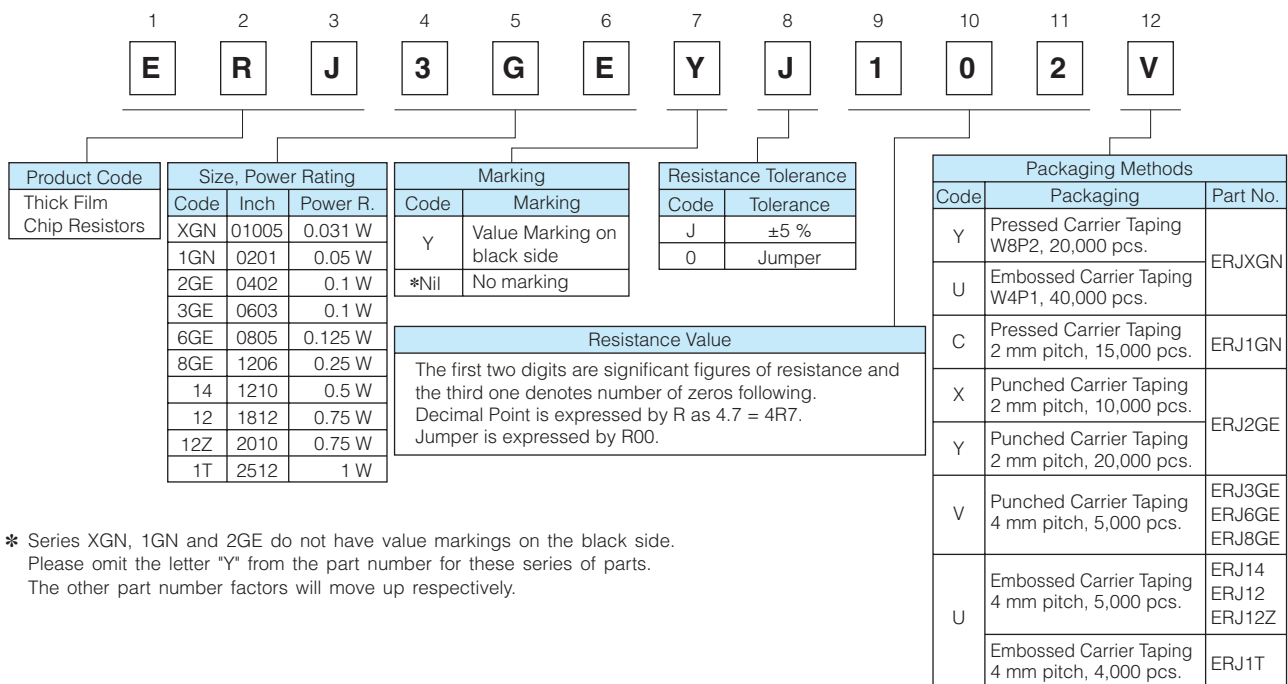 1 2 3 4 5 6 7 8 9 10 11 12
E R J 3 G E Y J 1 0 2 V
Product Code
Thick Film
Chip Resistors
Size, Power Rating
Code Inch Power R.
XGN 01005 0.031 W
1GN 0201 0.05 W
2GE 0402 0.1 W
3GE 0603 0.1 W
6GE 0805 0.125 W
8GE 1206 0.25 W
14 1210 0.5 W
12 1812 0.75 W
12Z 2010 0.75 W
1T 2512 1 W
Marking
Code Marking
Y Value Marking on
black side
✽Nil No marking
Resistance Tolerance
Code Tolerance
J ±5 %
0 Jumper
Resistance Value
The first two digits are significant figures of resistance and
the third one denotes number of zeros following.
Decimal Point is expressed by R as 4.7 = 4R7.
Jumper is expressed by R00.
Packaging Methods
Code Packaging Part No.
Y Pressed Carrier Taping
W8P2, 20,000 pcs.
ERJXGN
U Embossed Carrier Taping
W4P1, 40,000 pcs.
C Pressed Carrier Taping
2 mm pitch, 15,000 pcs.
ERJ1GN
X Punched Carrier Taping
2 mm pitch, 10,000 pcs.
ERJ2GE
Y Punched Carrier Taping
2 mm pitch, 20,000 pcs.
V Punched Carrier Taping
4 mm pitch, 5,000 pcs.
ERJ3GE
ERJ6GE
ERJ8GE
U Embossed Carrier Taping
4 mm pitch, 5,000 pcs.
ERJ14
ERJ12
ERJ12Z
Embossed Carrier Taping
4 mm pitch, 4,000 pcs.
ERJ1T
✽ Series XGN, 1GN and 2GE do not have value markings on the black side.
Please omit the letter "Y" from the part number for these series of parts.
The other part number factors will move up respectively.